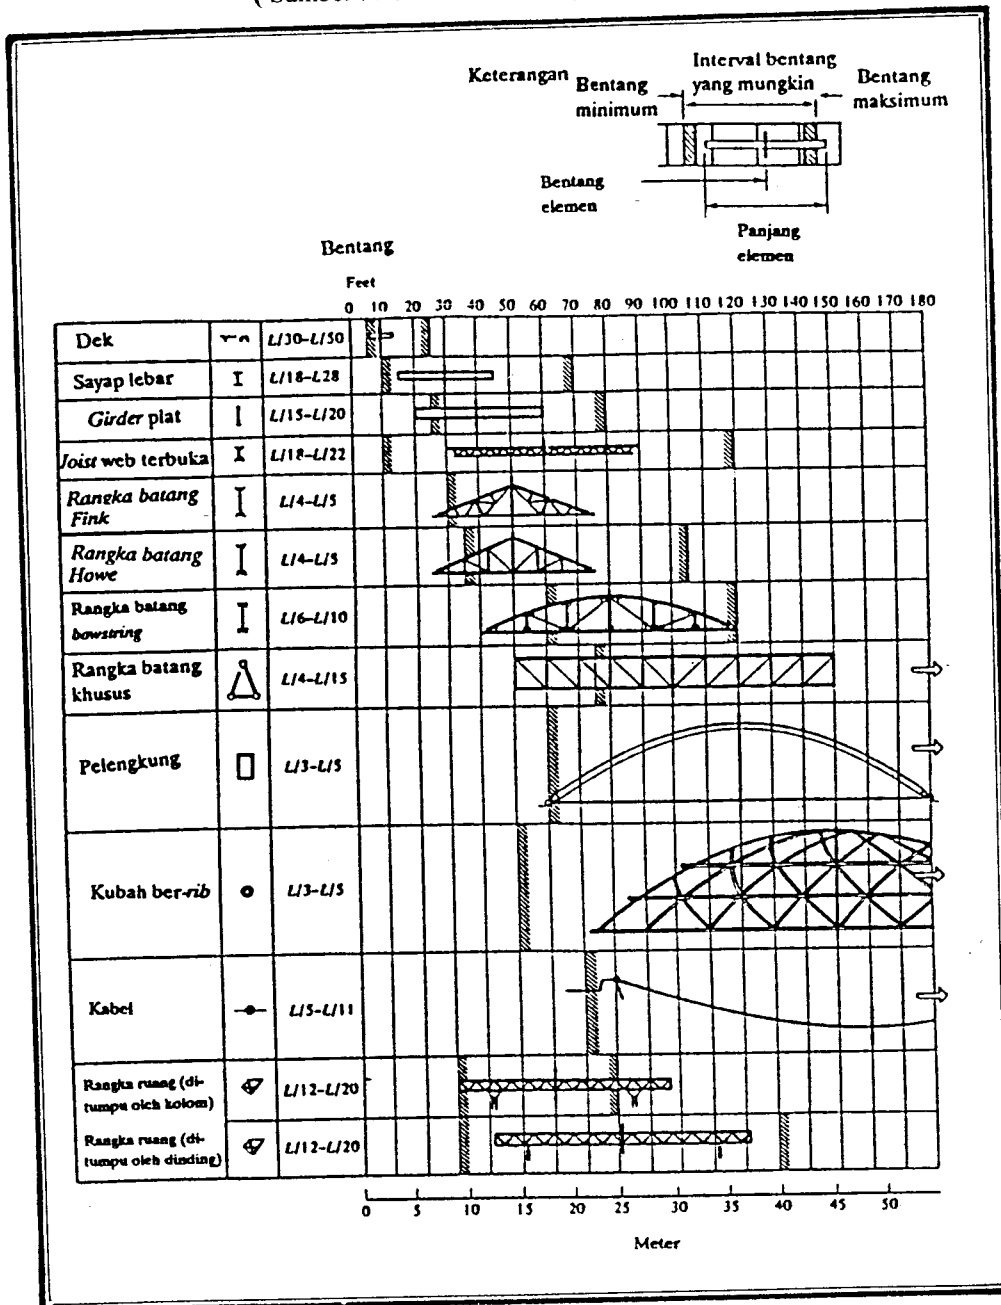 ( Sumber
Keterangan
Bentang
minimum
Interval bentang
yang mungkin
Bentang
maksimum
Bentang
elemen
Panjang
elemen
Bentang
Feet
0 10 20 30 40 50 60 70 80 90 100 110 120 130 140 150 160 170 180
Dek L/30–L/50
Sayap lebar L/18–L28
Girder plat L/15–L/20
Joist web terbuka L/18–L/22
Rangka batang
Fink L/4–L/5
Rangka batang
Howe L/4–L/5
Rangka batang
bowstring L/6–L/10
Rangka batang
khusus L/4–L/15
Pelengkung L/3–L/5
Kubah ber-rib L/3–L/5
Kabel L/5–L/11
Rangka ruang (di-
tumpu oleh kolom) L/12–L/20
Rangka ruang (di-
tumpu oleh dinding) L/12–L/20
0 5 10 15 20 25 30 35 40 45 50
Meter